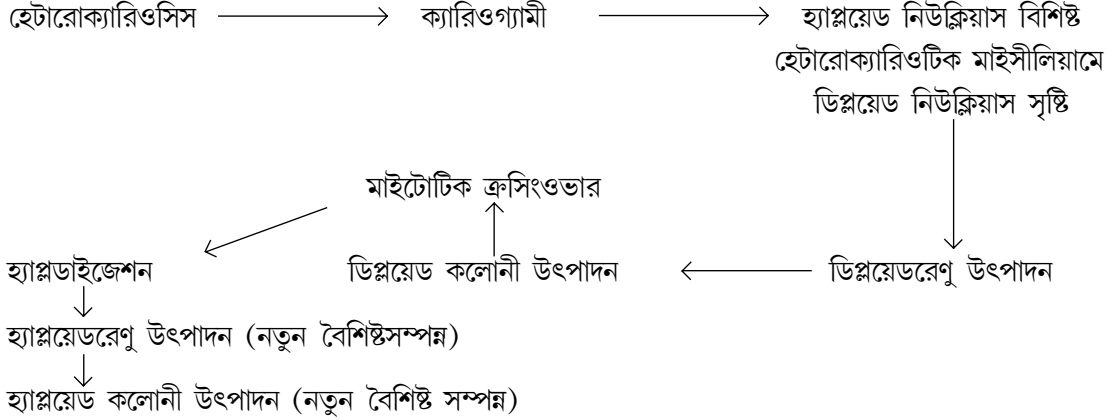 হেটারোক্যারিওসিস ক্যারিওগ্যামী হ্যাপ্লয়েড নিউক্লিয়াস বিশিষ্ট
হেটারোক্যারিওটিক মাইসীলিয়ামে
ডিপ্লয়েড নিউক্লিয়াস সৃষ্টি
মাইটোটিক ক্রসিংওভার
হ্যাপ্লডাইজেশন ডিপ্লয়েড কলোনী উৎপাদন ডিপ্লয়েডরেণু উৎপাদন
হ্যাপ্লয়েডরেণু উৎপাদন (নতুন বৈশিষ্টসম্পন্ন)
হ্যাপ্লয়েড কলোনী উৎপাদন (নতুন বৈশিষ্ট সম্পন্ন)